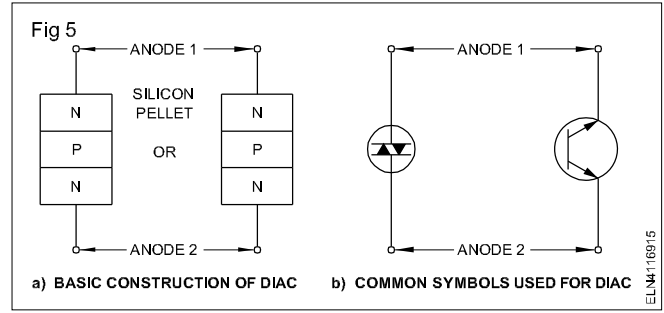 Fig 5
ANODE 1
ANODE 1
SILICON
PELLET
OR
N
P
N
N
P
N
ANODE 2
ANODE 2
a) BASIC CONSTRUCTION OF DIAC
b) COMMON SYMBOLS USED FOR DIAC
ELN4116915